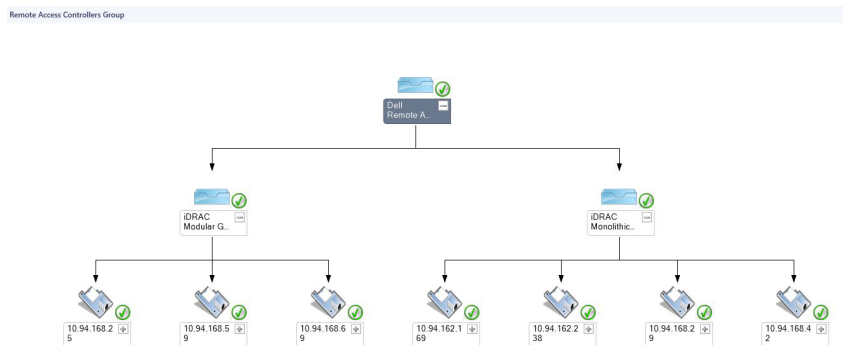 Remote Access Controllers Group
Dell
Remote A..
iDRAC
Modular G..
iDRAC
Monolithic..
10.94.168.2
5
10.94.168.5
9
10.94.168.6
9
10.94.162.1
69
10.94.162.2
38
10.94.168.2
9
10.94.168.4
2